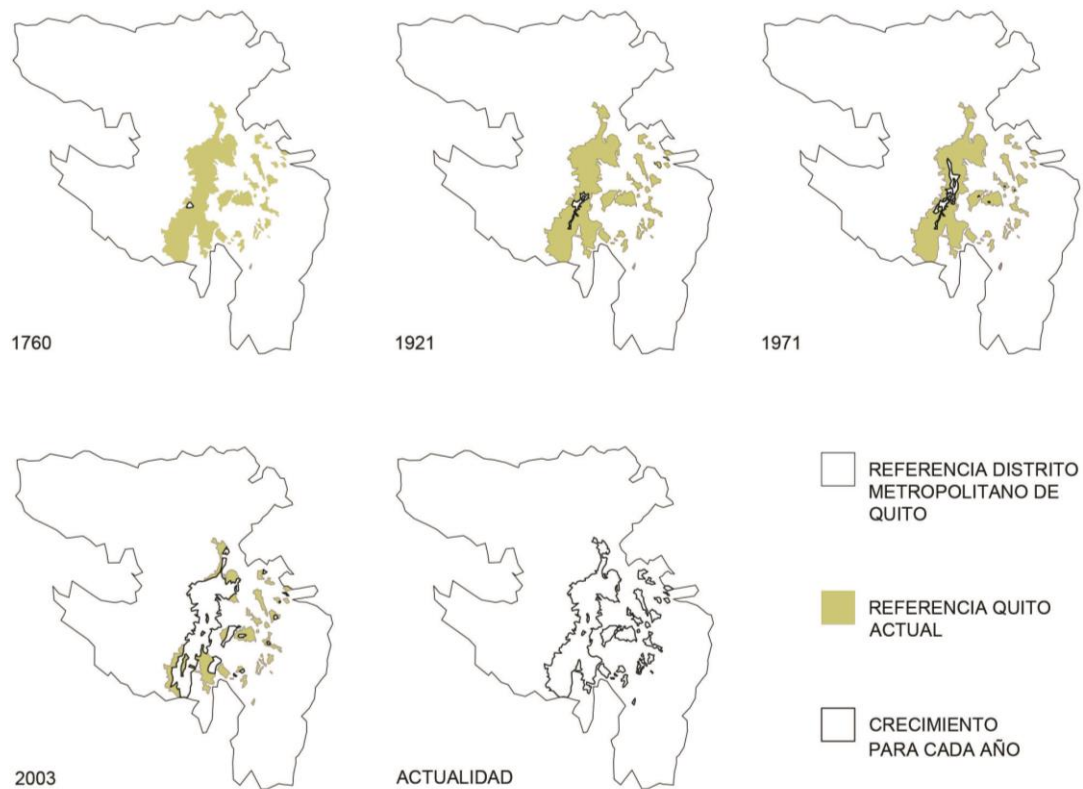 1760
1921
1971
2003
ACTUALIDAD
REFERENCIA DISTRITO
METROPOLITANO DE
QUITO
REFERENCIA QUITO
ACTUAL
CRECIMIENTO
PARA CADA AÑO